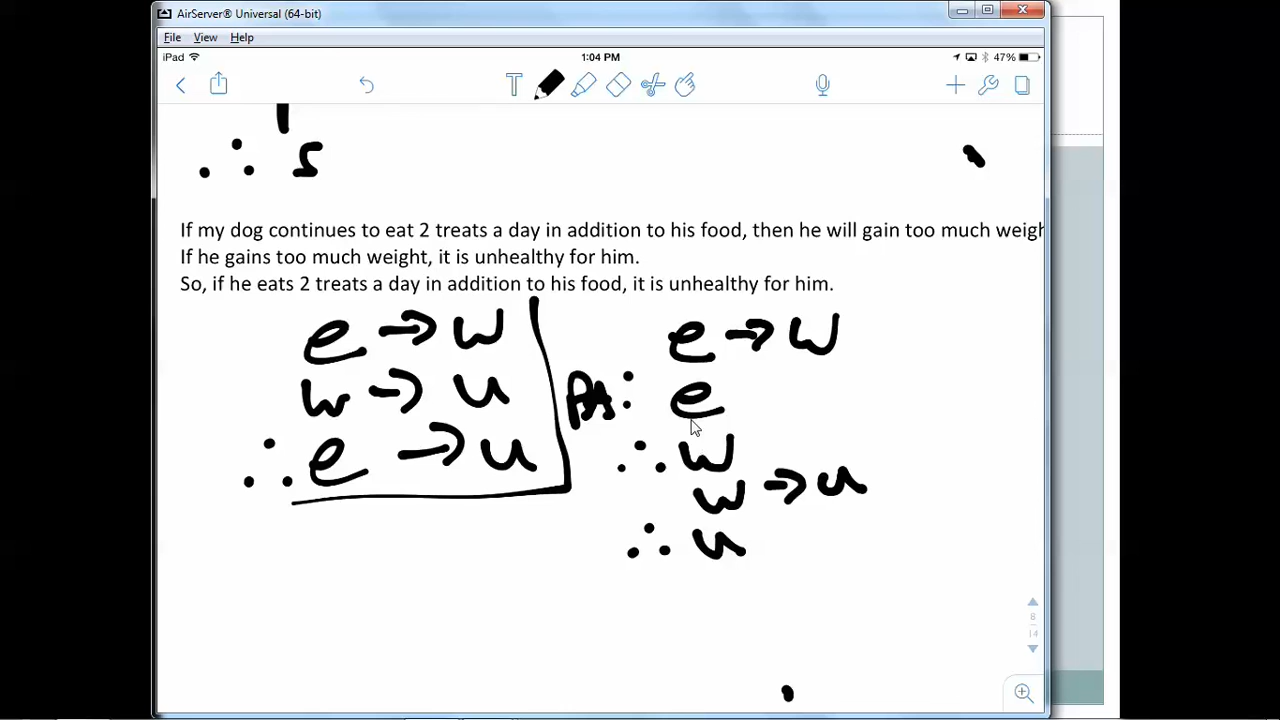 AirServer® Universal (64-bit)
File View Help
iPad 1:04 PM 47%
T
∴ s
If my dog continues to eat 2 treats a day in addition to his food, then he will gain too much weigh
If he gains too much weight, it is unhealthy for him.
So, if he eats 2 treats a day in addition to his food, it is unhealthy for him.
e → w
w → u
∴ e → u
e → w
PA: e
∴ w
w → u
∴ u
8
14